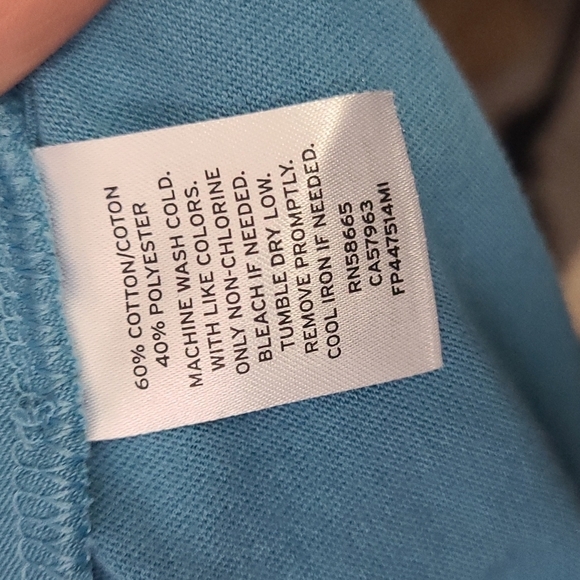 60% COTTON/COTON
40% POLYESTER
MACHINE WASH COLD.
WITH LIKE COLORS.
ONLY NON-CHLORINE
BLEACH IF NEEDED.
TUMBLE DRY LOW.
REMOVE PROMPTLY.
COOL IRON IF NEEDED.
RN58665
CA57963
FP447514MI